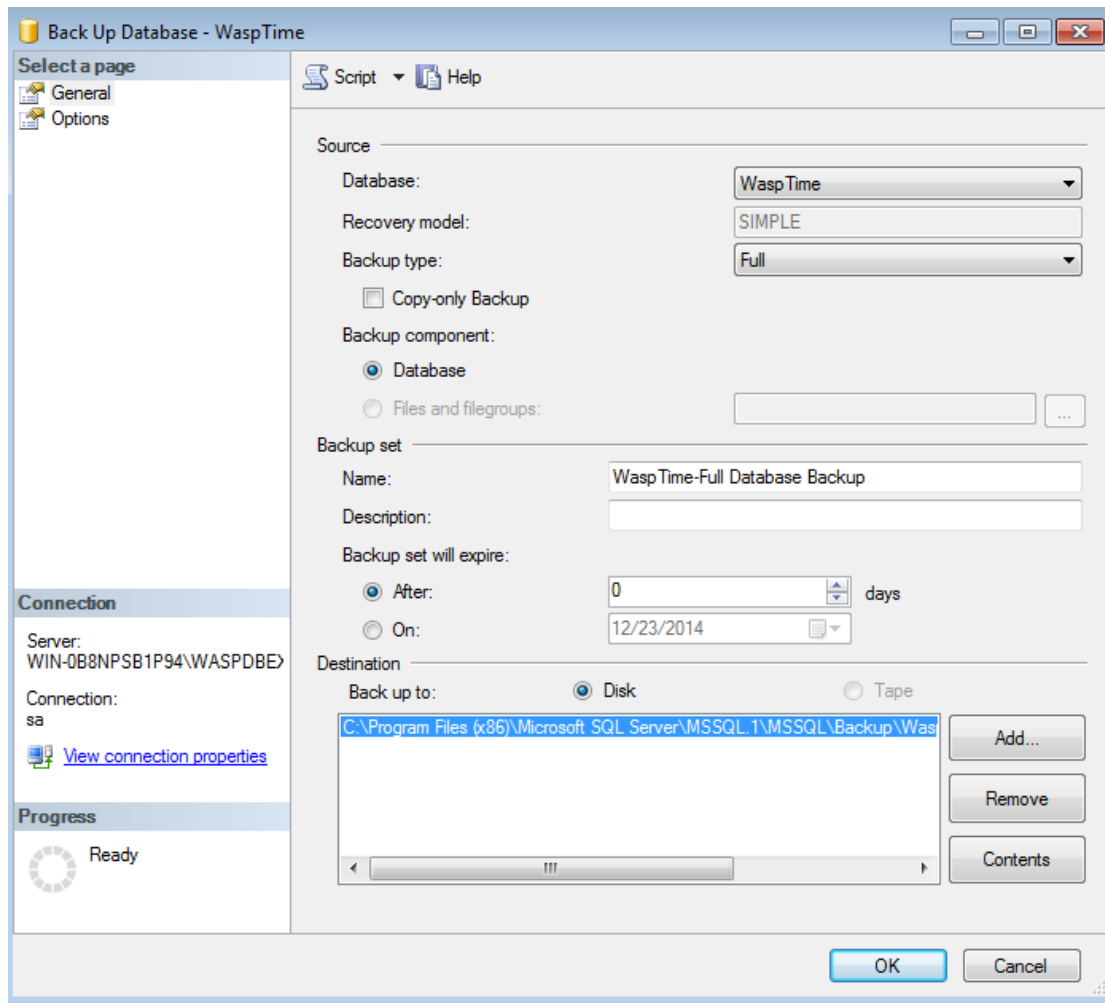 Back Up Database - WaspTime
Select a page
General
Options
Script Help
Source
Database: WaspTime
Recovery model: SIMPLE
Backup type: Full
Copy-only Backup
Backup component:
Database
Files and filegroups: ...
Backup set
Name: WaspTime-Full Database Backup
Description:
Backup set will expire:
After: 0 days
On: 12/23/2014
Destination
Back up to: Disk Tape
C:\Program Files (x86)\Microsoft SQL Server\MSSQL.1\MSSQL\Backup\Wasp
Add...
Remove
Contents
Connection
Server:
WIN-0B8NPSB1P94\WASPDBEX
Connection:
sa
View connection properties
Progress
Ready
OK Cancel